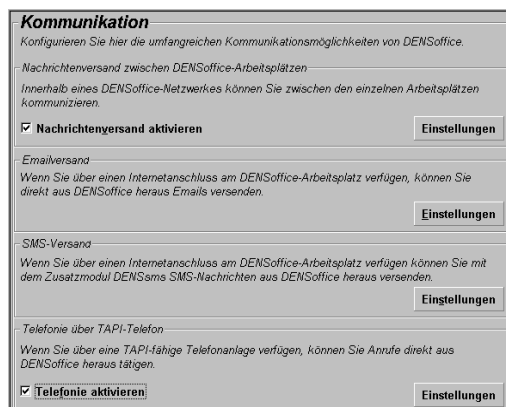 Kommunikation
Konfigurieren Sie hier die umfangreichen Kommunikationsmöglichkeiten von DENSoffice.
Nachrichtenversand zwischen DENSoffice-Arbeitsplätzen
Innerhalb eines DENSoffice-Netzwerkes können Sie zwischen den einzelnen Arbeitsplätzen
kommunizieren.
Nachrichtenversand aktivieren
Einstellungen
Emailversand
Wenn Sie über einen Internetanschluss am DENSoffice-Arbeitsplatz verfügen, können Sie
direkt aus DENSoffice heraus Emails versenden.
Einstellungen
SMS-Versand
Wenn Sie über einen Internetanschluss am DENSoffice-Arbeitsplatz verfügen können Sie mit
dem Zusatzmodul DENSsms SMS-Nachrichten aus DENSoffice heraus versenden.
Einstellungen
Telefonie über TAPI-Telefon
Wenn Sie über eine TAPI-fähige Telefonanlage verfügen, können Sie Anrufe direkt aus
DENSoffice heraus tätigen.
Telefonie aktivieren
Einstellungen